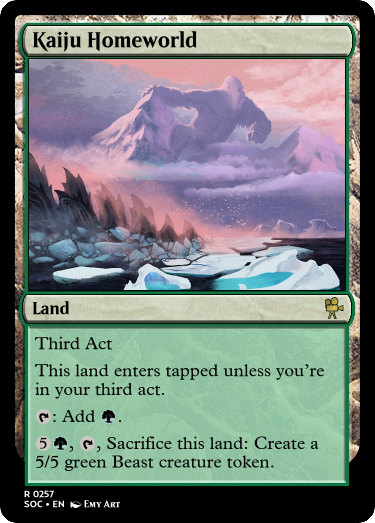 Kaiju Homeworld
Land
Third Act
This land enters tapped unless you're
in your third act.
: Add .
5 , , Sacrifice this land: Create a
5/5 green Beast creature token.
R 0257
SOC • EN Emy Art